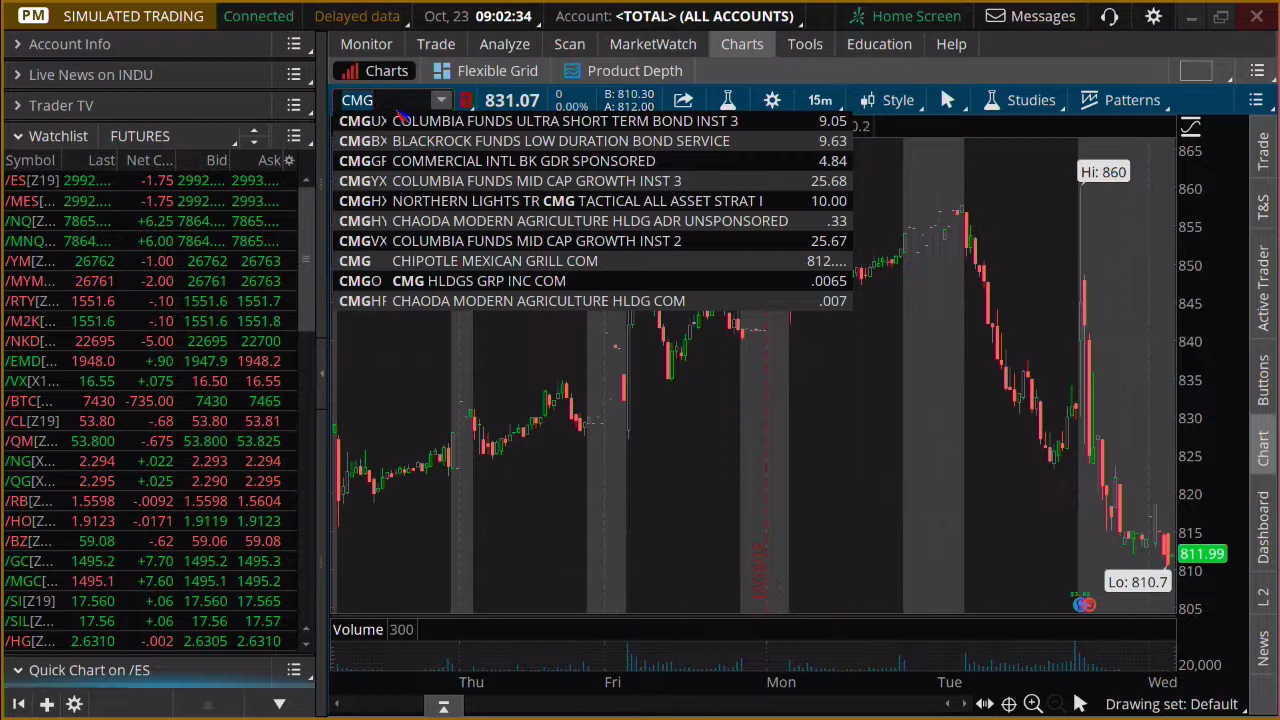 PM SIMULATED TRADING Connected Delayed data Oct, 23 09:02:34 Account: <TOTAL> (ALL ACCOUNTS) Home Screen Messages
Account Info
Live News on INDU
Trader TV
Watchlist FUTURES
Symbol Last Net C... Bid Ask
/ES[Z19] 2992.... -1.75 2992... 2993...
/MES[... 2992.... -1.75 2992... 2993...
/NQ[Z... 7865.... +6.25 7865... 7865...
/MNQ... 7864.... +6.00 7864... 7865...
/YM[Z... 26762 -1.00 26762 26763
/MYM... 26761 -2.00 26762 26763
/RTY[Z... 1551.6 -.10 1551.6 1551.7
/M2K[... 1551.6 -.10 1551.6 1551.8
/NKD[... 22695 -5.00 22695 22700
/EMD[... 1948.0 +.90 1947.9 1948.2
/VX[X1... 16.55 +.075 16.50 16.55
/BTC[... 7430 -735.00 7430 7465
/CL[Z19] 53.80 -.68 53.80 53.81
/QM[... 53.800 -.675 53.800 53.825
/NG[X... 2.294 +.022 2.293 2.294
/QG[X... 2.295 +.025 2.290 2.295
/RB[Z... 1.5598 -.0092 1.5598 1.5604
/HO[Z... 1.9123 -.0171 1.9119 1.9123
/BZ[Z... 59.08 -.62 59.06 59.08
/GC[Z... 1495.2 +7.70 1495.2 1495.3
/MGC[... 1495.1 +7.60 1495.1 1495.2
/SI[Z19] 17.560 +.06 17.560 17.565
/SIL[Z... 17.56 +.06 17.56 17.57
/HG[Z... 2.6310 -.002 2.6305 2.6310
Quick Chart on /ES
Monitor Trade Analyze Scan MarketWatch Charts Tools Education Help
Charts Flexible Grid Product Depth
CMG 831.07 0 0.00% B: 810.30 A: 812.00 15m Style Studies Patterns
CMGUX COLUMBIA FUNDS ULTRA SHORT TERM BOND INST 3 9.05
CMGBX BLACKROCK FUNDS LOW DURATION BOND SERVICE 9.63
CMGGF COMMERCIAL INTL BK GDR SPONSORED 4.84
CMGYX COLUMBIA FUNDS MID CAP GROWTH INST 3 25.68
CMGHX NORTHERN LIGHTS TR CMG TACTICAL ALL ASSET STRAT I 10.00
CMGHY CHAODA MODERN AGRICULTURE HLDG ADR UNSPONSORED .33
CMGVX COLUMBIA FUNDS MID CAP GROWTH INST 2 25.67
CMG CHIPOTLE MEXICAN GRILL COM 812....
CMGO CMG HLDGS GRP INC COM .0065
CMGHF CHAODA MODERN AGRICULTURE HLDG COM .007
0.2
Hi: 860
Lo: 810.7
865
860
855
850
845
840
835
830
825
820
815
811.99
810
805
Volume 300
20,000
Thu Fri Mon Tue Wed
Drawing set: Default
Trade
T&S
Active Trader
Buttons
Chart
Dashboard
L 2
News